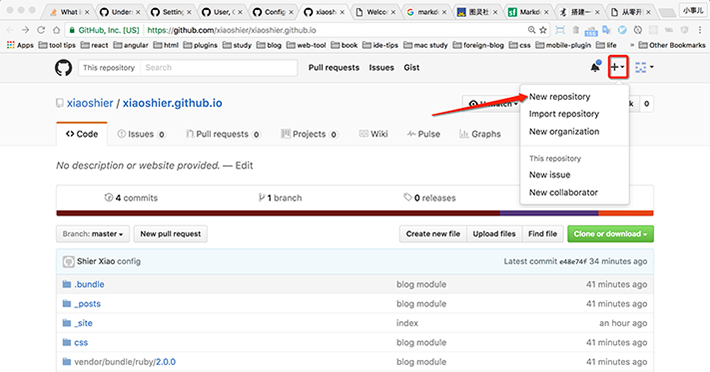 What i
Under
Setting
User, C
Config
xiaosh
Welcom
markd
图灵社
Markd
搭建一
从零开
小事儿
GitHub, Inc. [US] https://github.com/xiaoshier/xiaoshier.github.io
Apps tool tips react angular html plugins study blog web-tool book ide-tips mac study foreign-blog css mobile-plugin life » Other Bookmarks
This repository Search Pull requests Issues Gist
xiaoshier / xiaoshier.github.io
Unwatch
k 0
New repository
Import repository
New organization
This repository
New issue
New collaborator
Code Issues 0 Pull requests 0 Projects 0 Wiki Pulse Graphs
No description or website provided. — Edit
4 commits 1 branch 0 releases
Branch: master New pull request Create new file Upload files Find file Clone or download
Shier Xiao config Latest commit e48e74f 34 minutes ago
.bundle blog module 41 minutes ago
_posts blog module 41 minutes ago
_site index an hour ago
css blog module 41 minutes ago
vendor/bundle/ruby/2.0.0 blog module 41 minutes ago